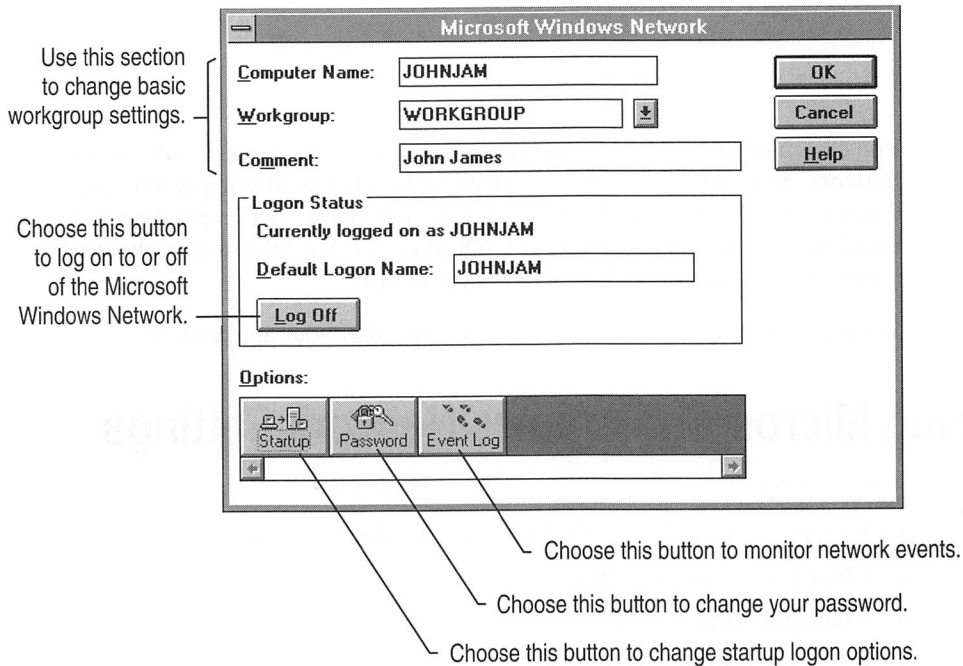 Microsoft Windows Network
Use this section
to change basic
workgroup settings.
Computer Name: JOHNJAM
OK
Workgroup: WORKGROUP
Cancel
Comment: John James
Help
Logon Status
Currently logged on as JOHNJAM
Default Logon Name: JOHNJAM
Choose this button
to log on to or off
of the Microsoft
Windows Network.
Log Off
Options:
Startup
Password
Event Log
Choose this button to monitor network events.
Choose this button to change your password.
Choose this button to change startup logon options.